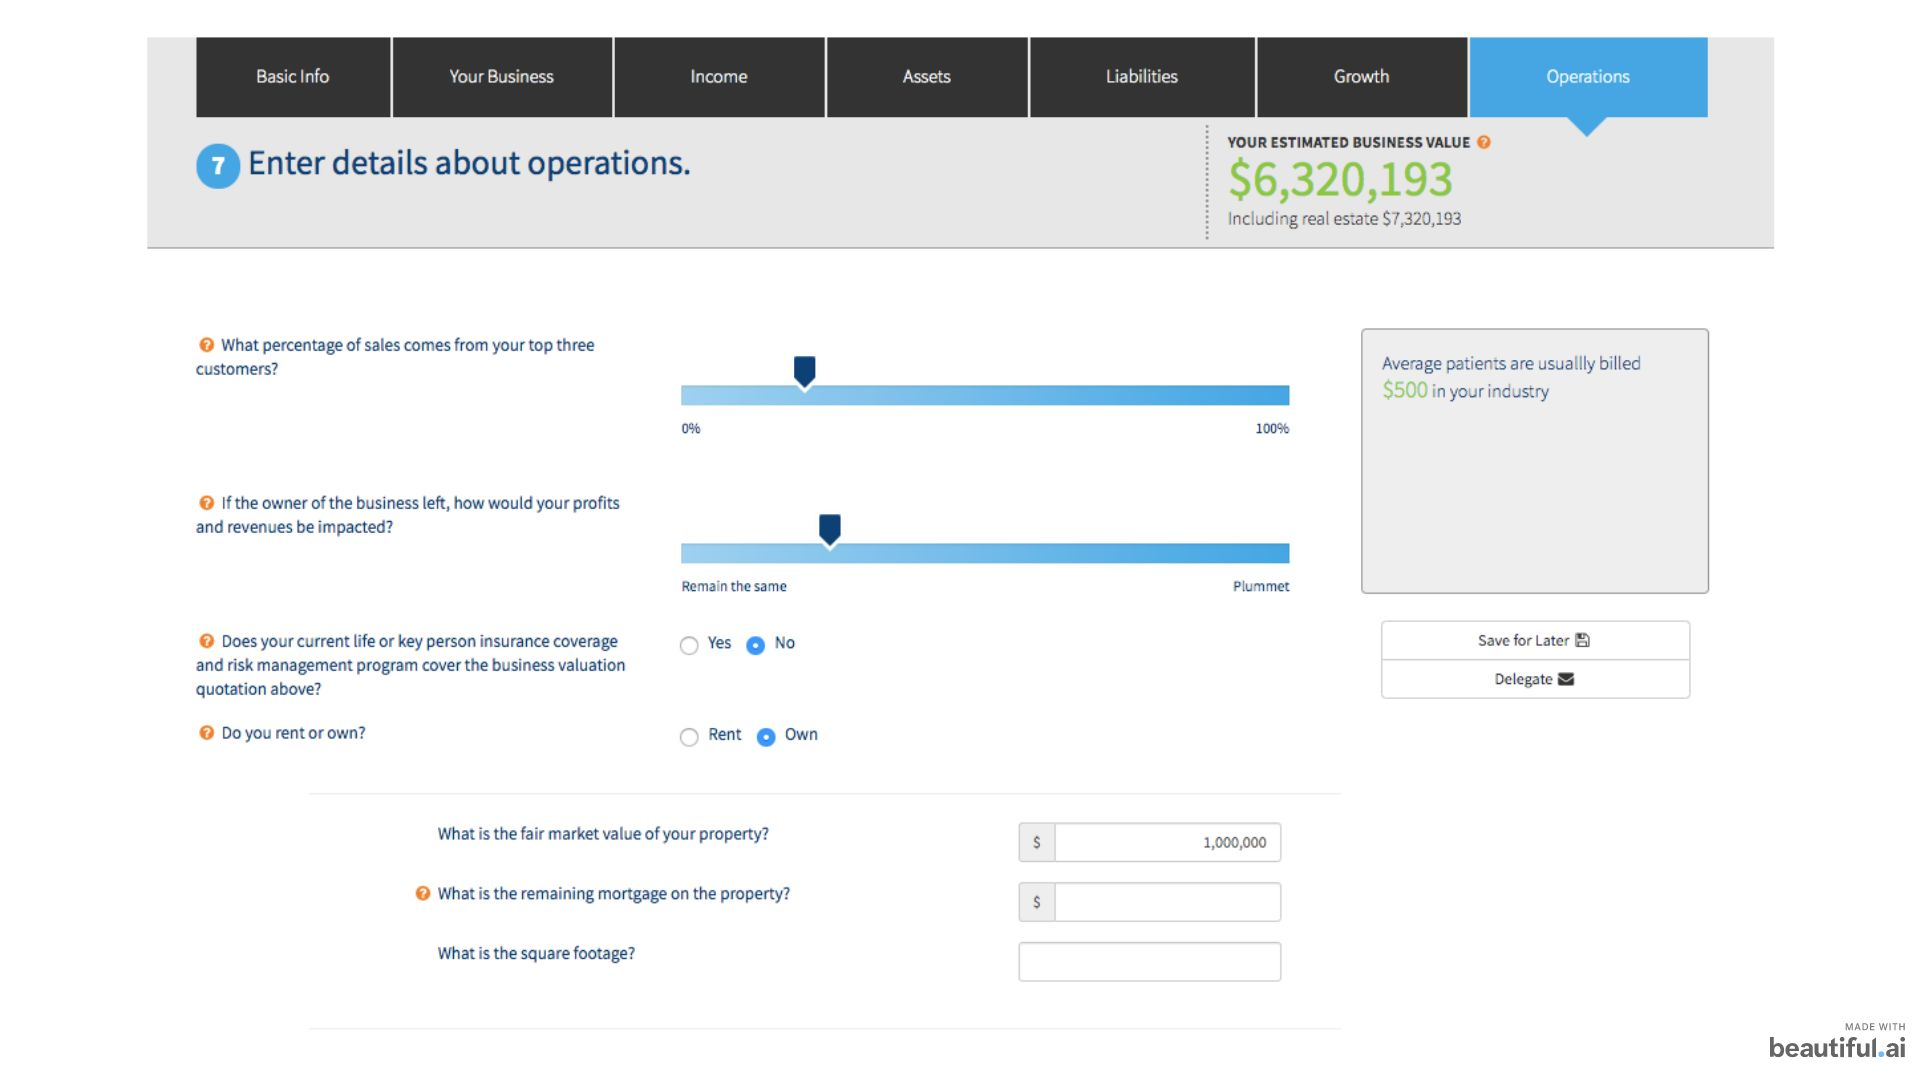 Basic Info
Your Business
Income
Assets
Liabilities
Growth
Operations
7 Enter details about operations.
YOUR ESTIMATED BUSINESS VALUE ?
$6,320,193
Including real estate $7,320,193
? What percentage of sales comes from your top three
customers?
0%
100%
Average patients are usuallly billed
$500 in your industry
? If the owner of the business left, how would your profits
and revenues be impacted?
Remain the same
Plummet
? Does your current life or key person insurance coverage
and risk management program cover the business valuation
quotation above?
Yes
No
Save for Later
Delegate
? Do you rent or own?
Rent
Own
What is the fair market value of your property?
$ 1,000,000
? What is the remaining mortgage on the property?
$
What is the square footage?
MADE WITH
beautiful.ai